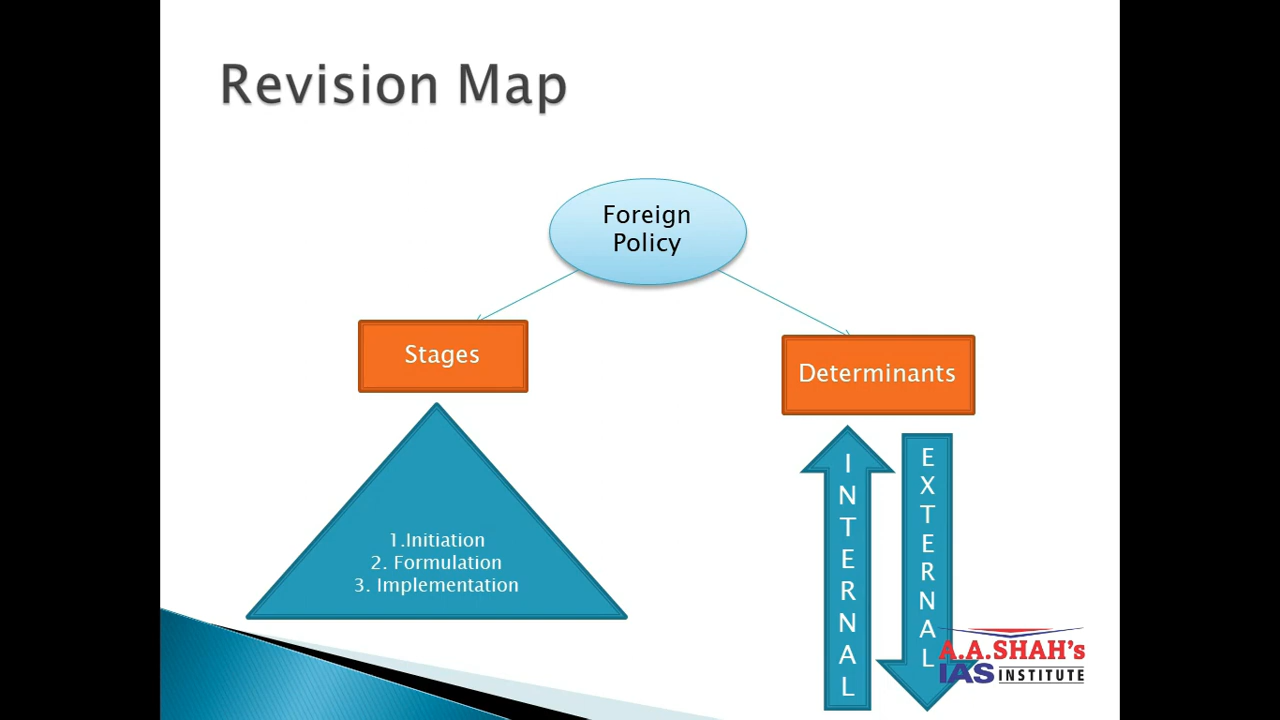 Revision Map
Foreign
Policy
Stages
Determinants
1.Initiation
2. Formulation
3. Implementation
INTERNAL
EXTERNAL
A.A.SHAH's
IAS INSTITUTE